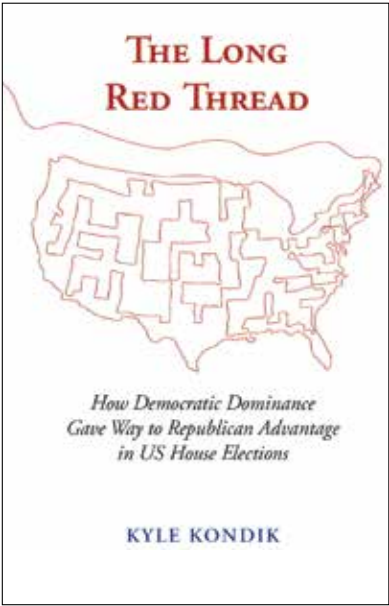 The Long
Red Thread
How Democratic Dominance
Gave Way to Republican Advantage
in US House Elections
KYLE KONDIK